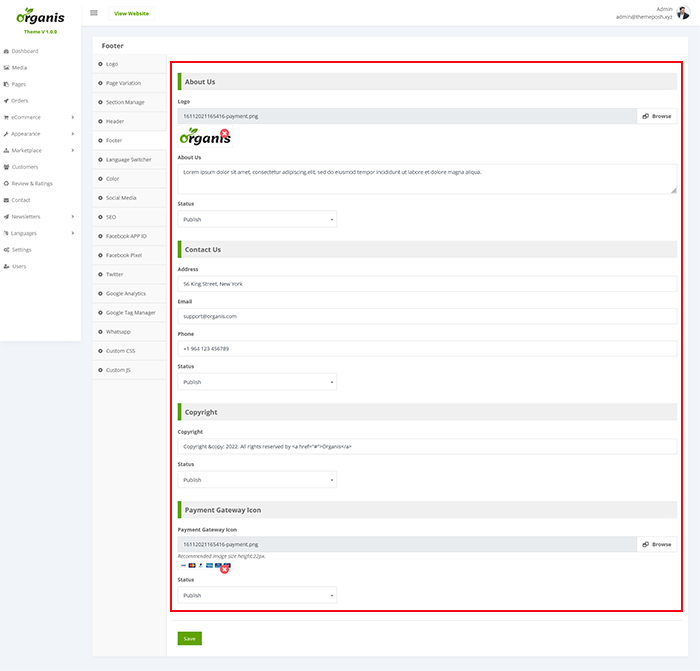 organis
View Website
Admin
admin@themeposh.xyz
Theme V 1.0.0
Dashboard
Media
Pages
Orders
eCommerce
Appearance
Marketplace
Customers
Review & Ratings
Contact
Newsletters
Languages
Settings
Users
Footer
Logo
Page Variation
Section Manage
Header
Footer
Language Switcher
Color
Social Media
SEO
Facebook APP ID
Facebook Pixel
Twitter
Google Analytics
Google Tag Manager
Whatsapp
Custom CSS
Custom JS
About Us
Logo
16112021165416-payment.png
Browse
organis
About Us
Lorem ipsum dolor sit amet, consectetur adipiscing elit, sed do eiusmod tempor incididunt ut labore et dolore magna aliqua.
Status
Publish
Contact Us
Address
56 King Street, New York
Email
support@organis.com
Phone
+1 964 123 456789
Status
Publish
Copyright
Copyright
Copyright &copy; 2022. All rights reserved by <a href="#">Organis</a>
Status
Publish
Payment Gateway Icon
Payment Gateway Icon
16112021165416-payment.png
Browse
Recommended image size height:22px.
Status
Publish
Save